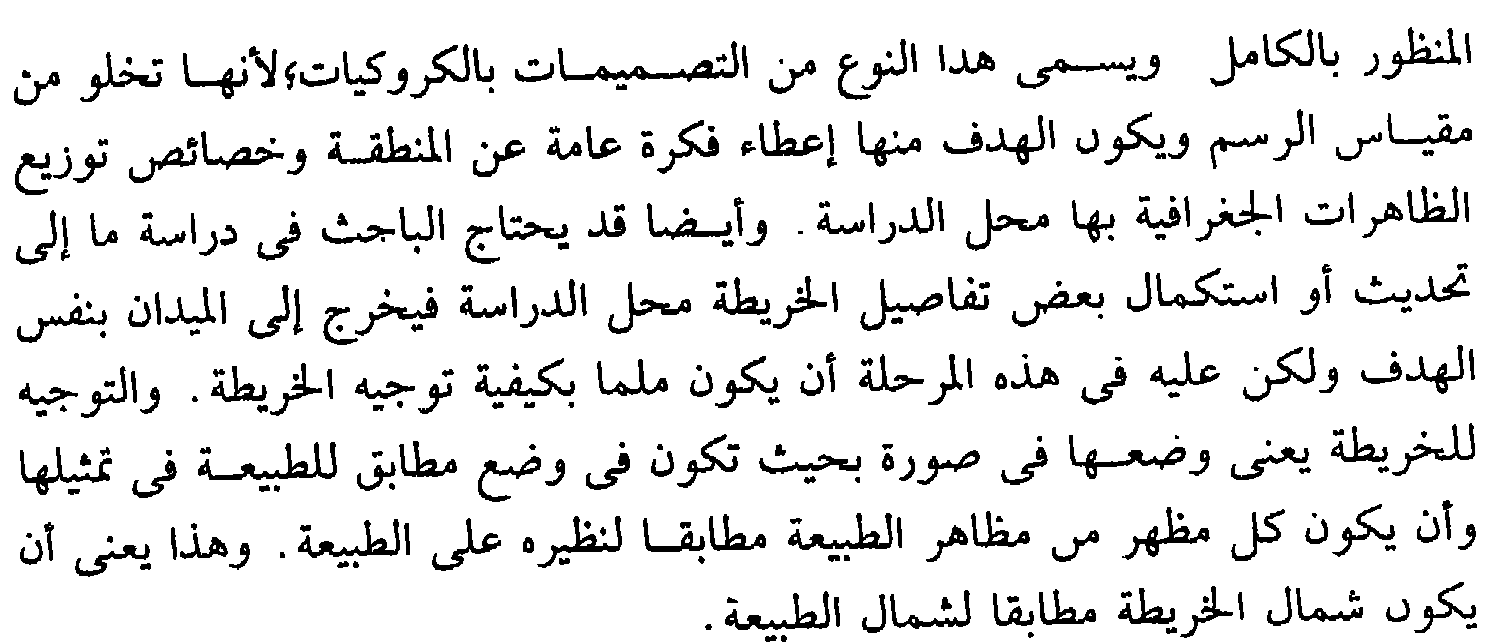 المنظور بالكامل ويسمى هدا النوع من التصميمات بالكروكيات؛لأنها تخلو من
مقياس الرسم ويكون الهدف منها إعطاء فكرة عامة عن المنطقة وخصائص توزيع
الظاهرات الجغرافية بها محل الدراسة. وأيضا قد يحتاج الباحث فى دراسة ما إلى
تحديث أو استكمال بعض تفاصيل الخريطة محل الدراسة فيخرج إلى الميدان بنفس
الهدف ولكن عليه فى هذه المرحلة أن يكون ملما بكيفية توجيه الخريطة. والتوجيه
للخريطة يعنى وضعها فى صورة بحيث تكون فى وضع مطابق للطبيعة فى تمثيلها
وأن يكون كل مظهر من مظاهر الطبيعة مطابقا لنظيره على الطبيعة. وهذا يعنى أن
يكون شمال الخريطة مطابقا لشمال الطبيعة.